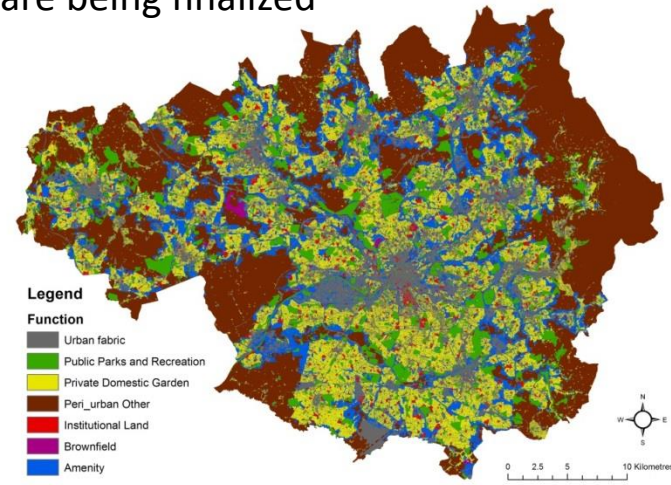 are being finalized
Legend
Function
Urban fabric
Public Parks and Recreation
Private Domestic Garden
Peri_urban Other
Institutional Land
Brownfield
Amenity
N
W E
S
0 2.5 5 10 Kilometres